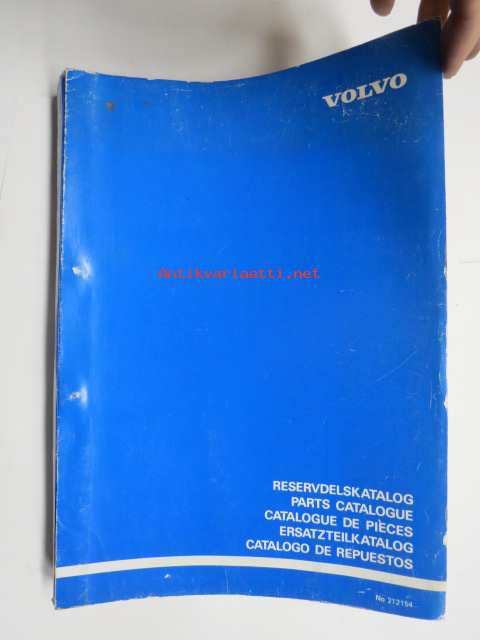 VOLVO
Antikvariaatti.net
RESERVDELSKATALOG
PARTS CATALOGUE
CATALOGUE DE PIÈCES
ERSATZTEILKATALOG
CATALOGO DE REPUESTOS
No 212154